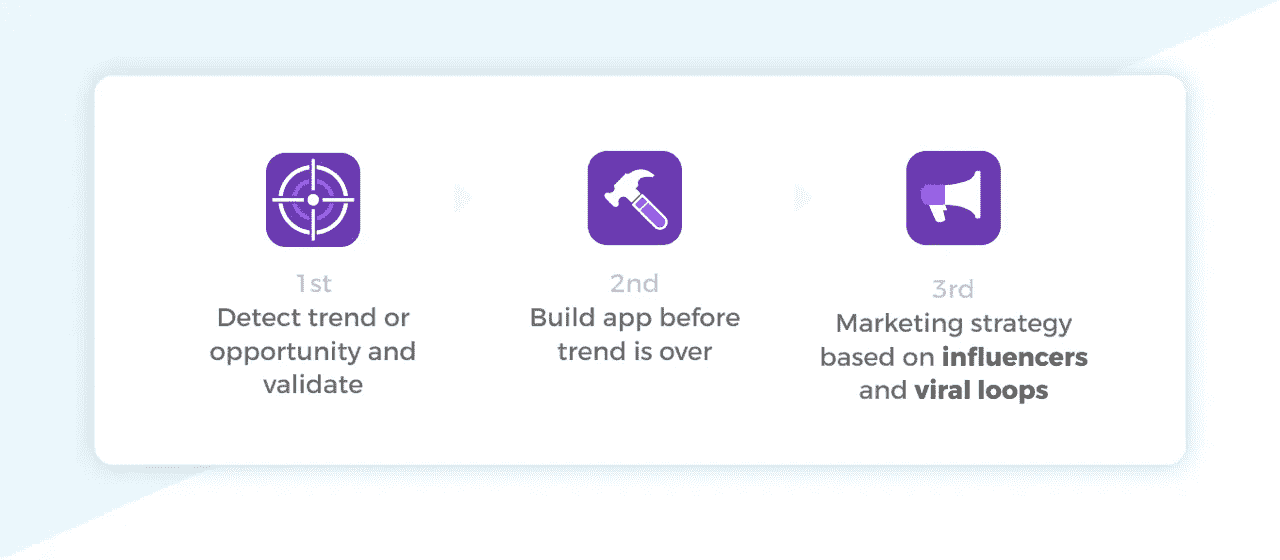 1st
Detect trend or
opportunity and
validate
2nd
Build app before
trend is over
3rd
Marketing strategy
based on influencers
and viral loops